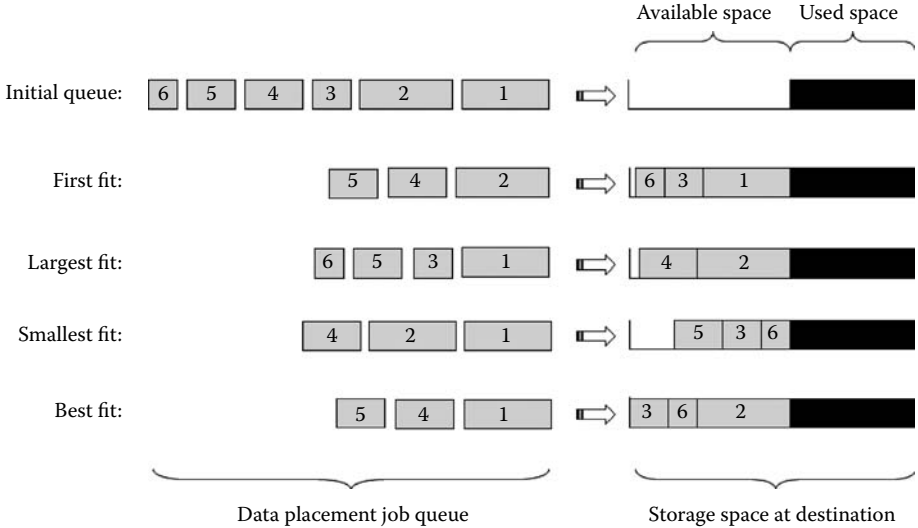 Available space Used space
Initial queue: 6 5 4 3 2 1
First fit: 5 4 2 6 3 1
Largest fit: 6 5 3 1 4 2
Smallest fit: 4 2 1 5 3 6
Best fit: 5 4 1 3 6 2
Data placement job queue Storage space at destination